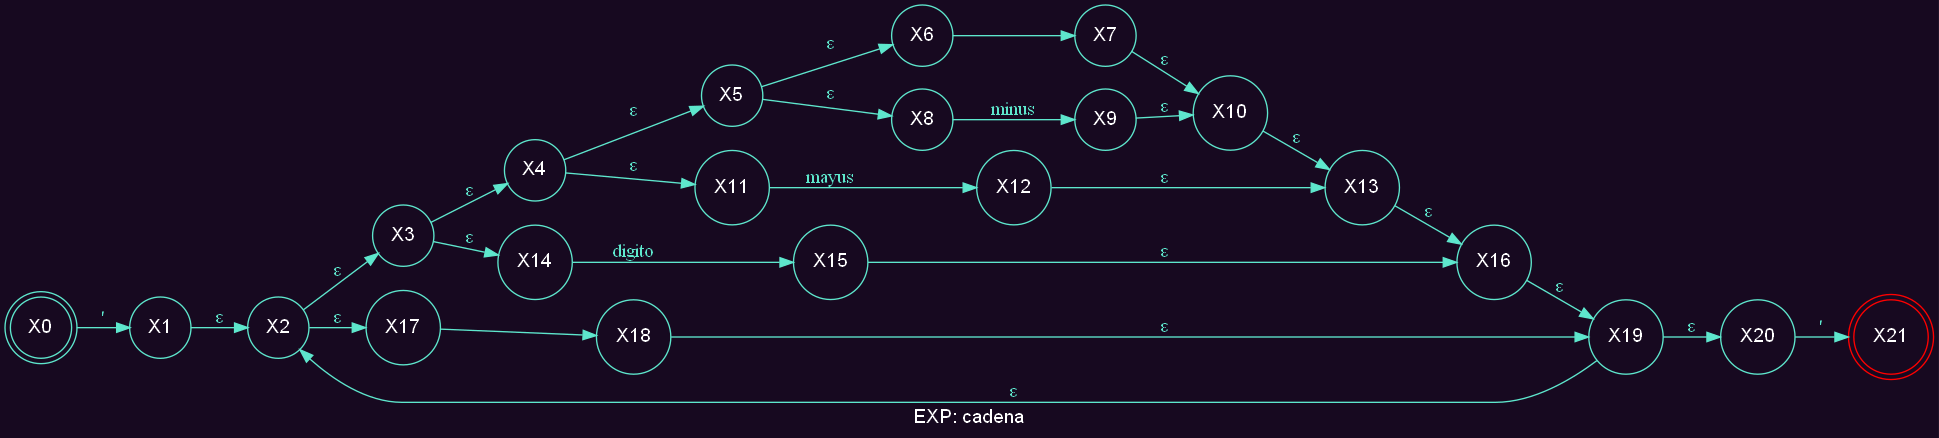 X6
X7
ε
ε
X5
X10
ε
ε
X8
minus
X9
ε
ε
X4
ε
X11
mayus
X12
ε
X13
ε
ε
X3
ε
X14
digito
X15
ε
X16
ε
ε
X0
'
X1
ε
X2
ε
X17
X18
ε
X19
ε
X20
'
X21
ε
EXP: cadena